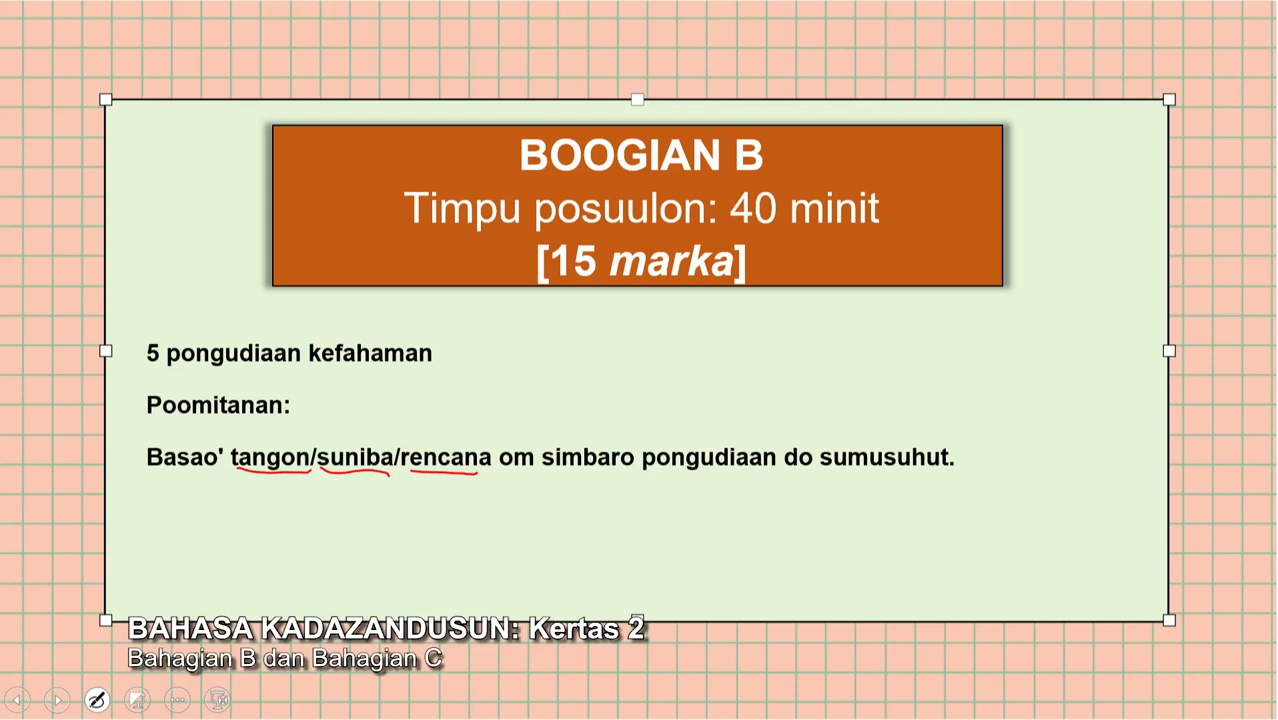 BOOGIAN B
Timpu posuulon: 40 minit
[15 marka]
5 pongudiaan kefahaman
Poomitanan:
Basao' tangon/suniba/rencana om simbaro pongudiaan do sumusuhut.
BAHASA KADAZANDUSUN: Kertas 2
Bahagian B dan Bahagian C